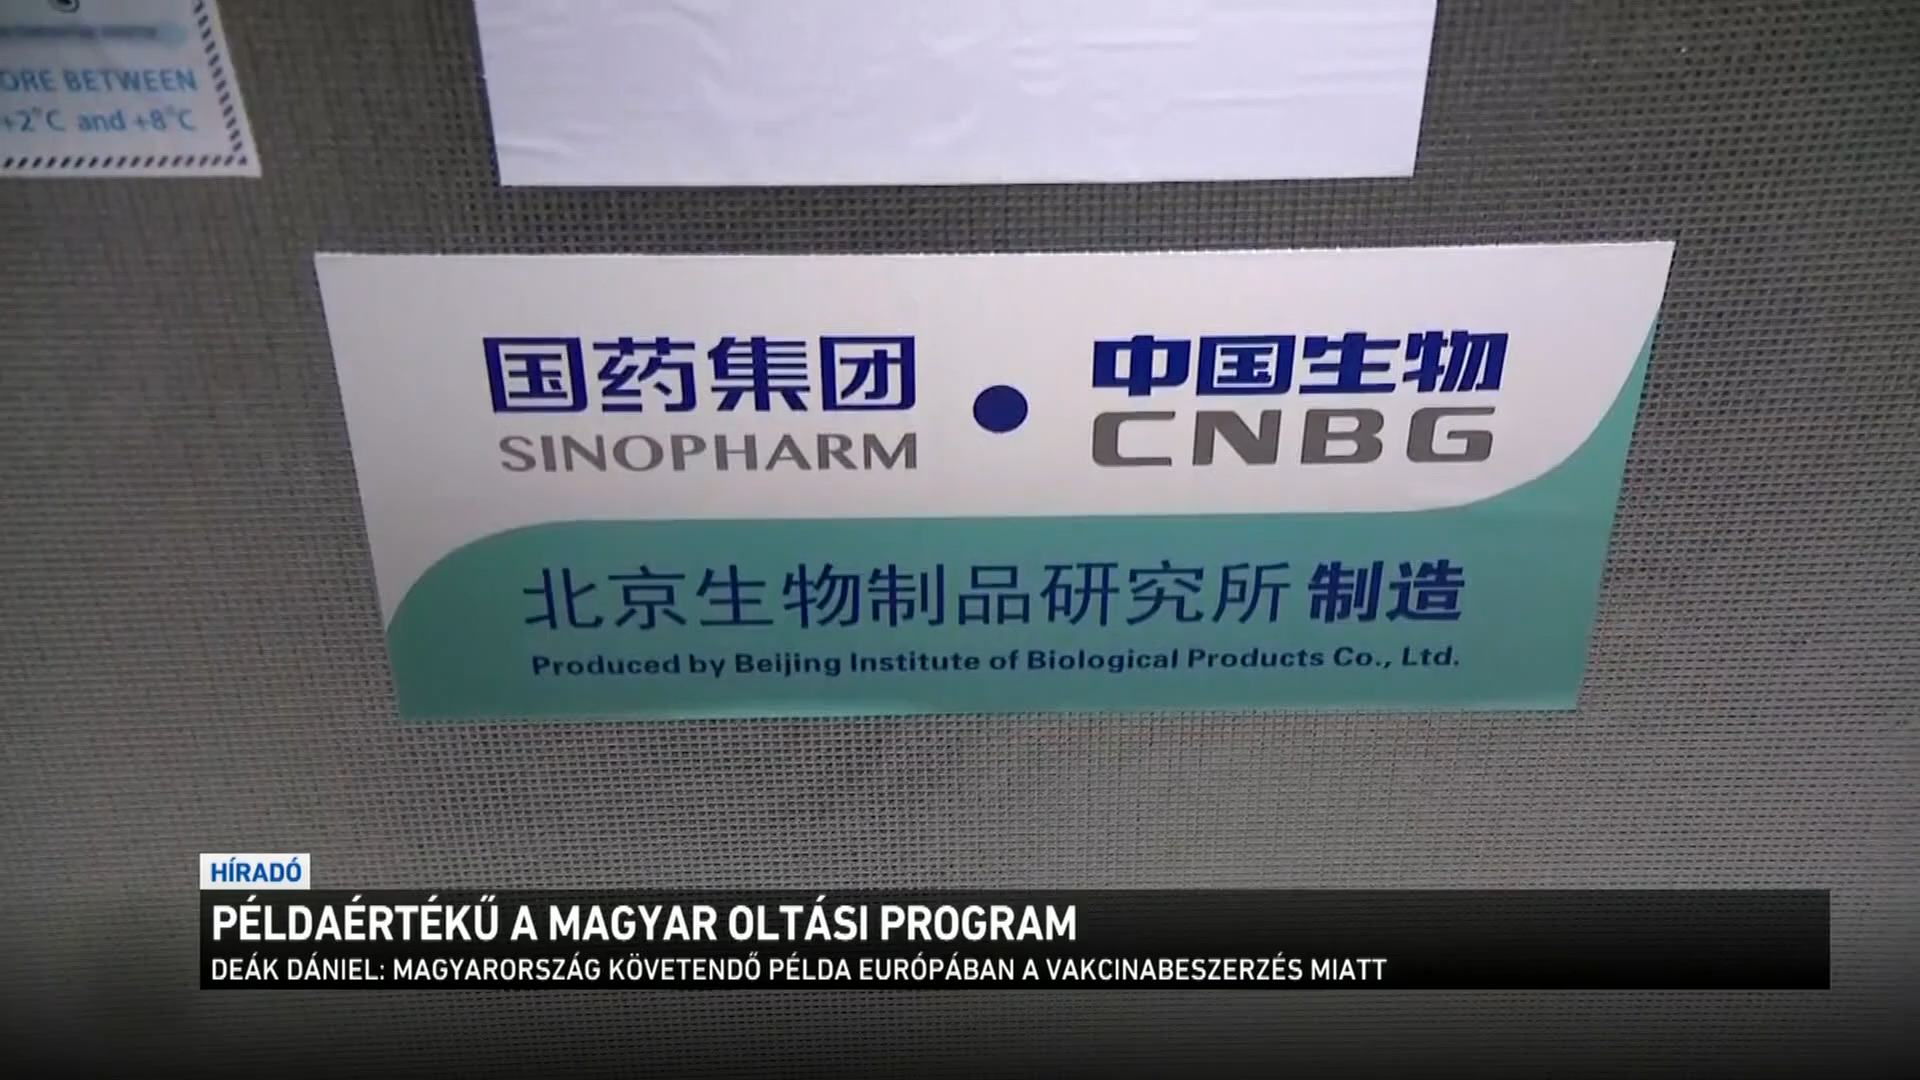 ORE BETWEEN
+2°C and +8°C
国药集团 • 中国生物
SINOPHARM CNBG
北京生物制品研究所 制造
Produced by Beijing Institute of Biological Products Co., Ltd.
HÍRADÓ
PÉLDAÉRTÉKŰ A MAGYAR OLTÁSI PROGRAM
DEÁK DÁNIEL: MAGYARORSZÁG KÖVETENDŐ PÉLDA EURÓPÁBAN A VAKCINABESZERZÉS MIATT